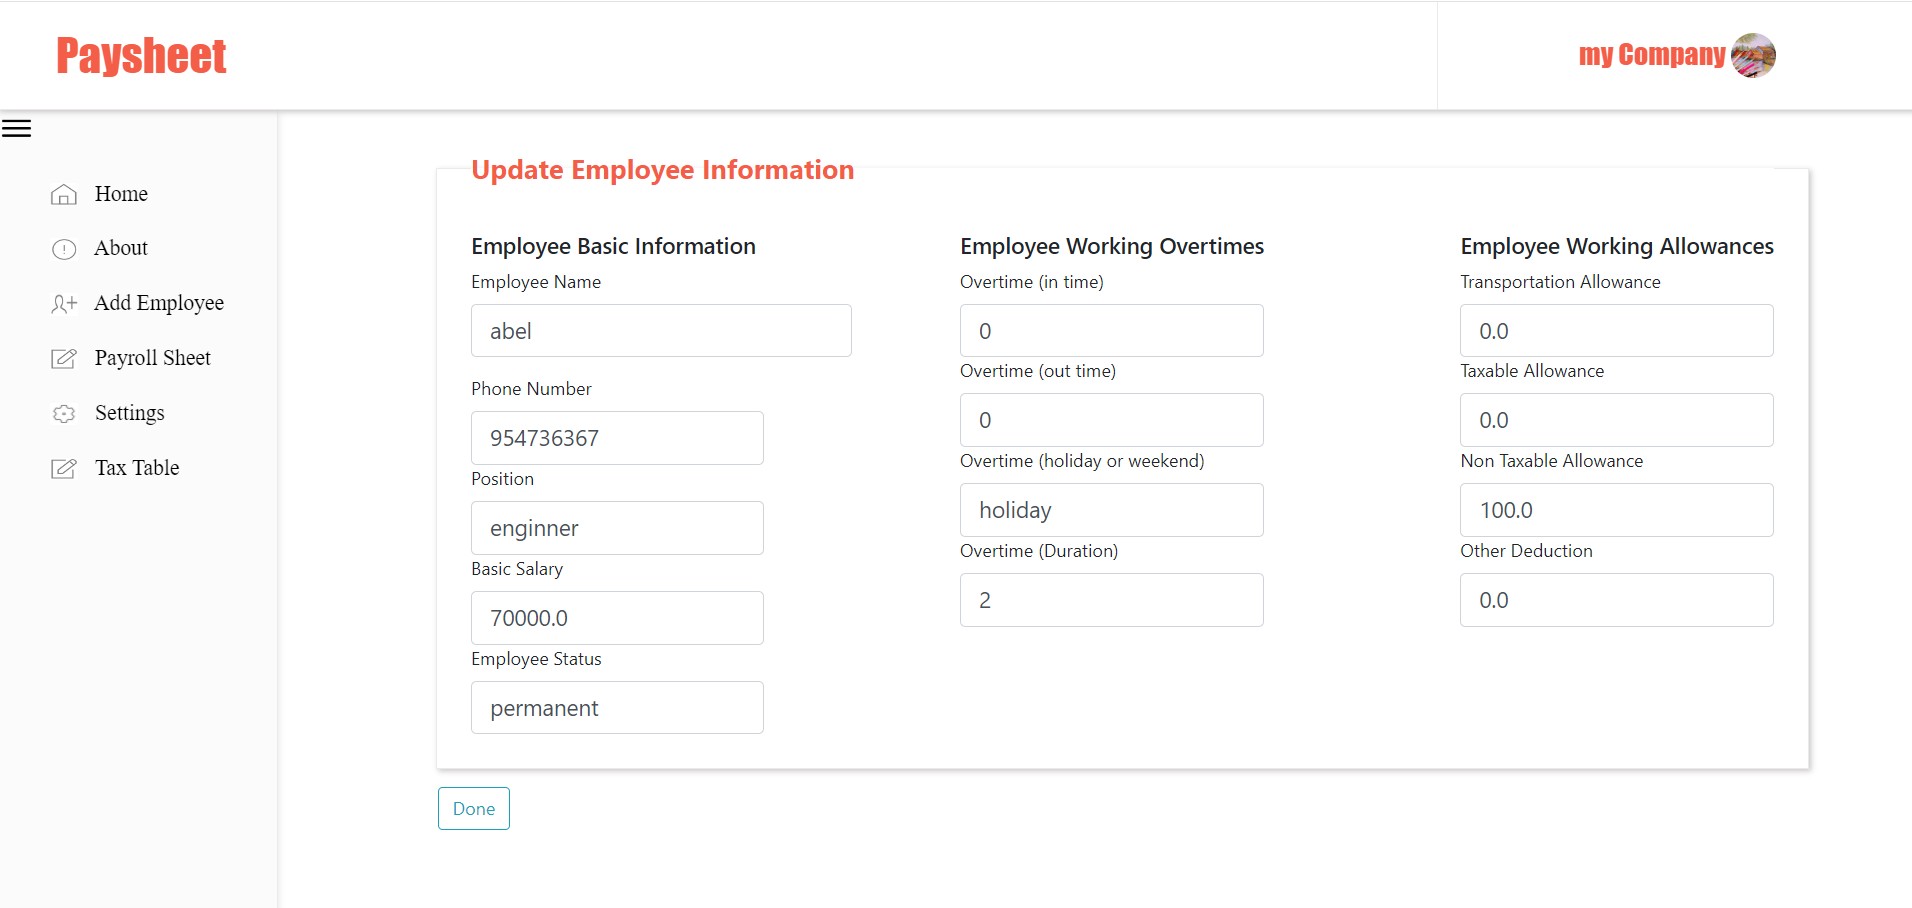 Paysheet
my Company
Home
About
Add Employee
Payroll Sheet
Settings
Tax Table
Update Employee Information
Employee Basic Information
Employee Name
abel
Phone Number
954736367
Position
enginner
Basic Salary
70000.0
Employee Status
permanent
Employee Working Overtimes
Overtime (in time)
0
Overtime (out time)
0
Overtime (holiday or weekend)
holiday
Overtime (Duration)
2
Employee Working Allowances
Transportation Allowance
0.0
Taxable Allowance
0.0
Non Taxable Allowance
100.0
Other Deduction
0.0
Done